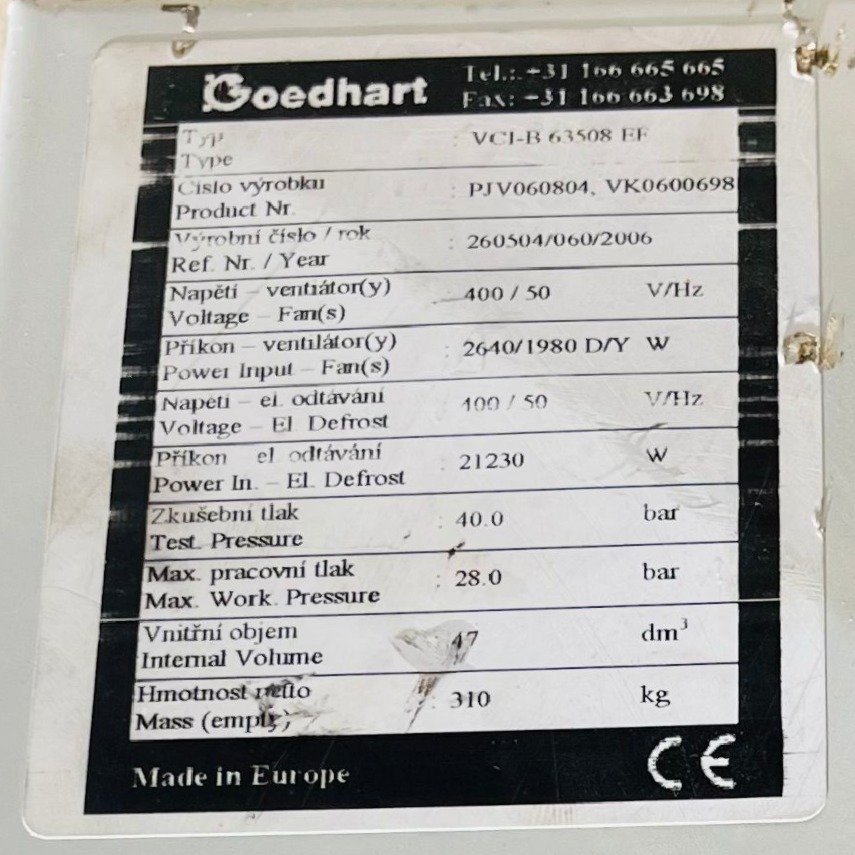 Goedhart
Tel.: +31 166 665 665
Fax: +31 166 663 698
Typ
Type : VCI-B 63508 EF
Číslo výrobku
Product Nr. : PJV060804, VK0600698
Výrobní číslo / rok
Ref. Nr. / Year : 260504/060/2006
Napětí – ventilátor(y)
Voltage – Fan(s) : 400 / 50 V/Hz
Příkon – ventilátor(y)
Power Input – Fan(s) : 2640/1980 D/Y W
Napětí – el. odtávání
Voltage – El. Defrost : 400 / 50 V/Hz
Příkon el. odtávání
Power In. – El. Defrost : 21230 W
Zkušební tlak
Test. Pressure : 40.0 bar
Max. pracovní tlak
Max. Work. Pressure : 28.0 bar
Vnitřní objem
Internal Volume 47 dm³
Hmotnost netto
Mass (empty) : 310 kg
Made in Europe
CE